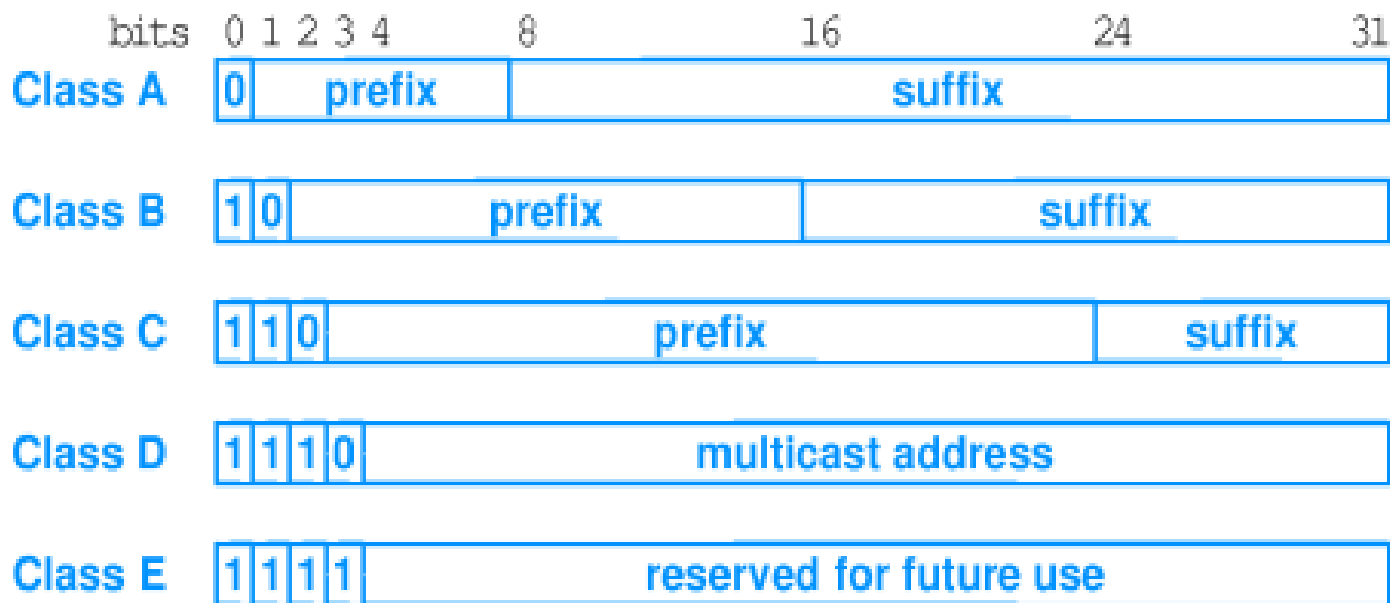 bits 0 1 2 3 4 8 16 24 31
Class A 0 prefix suffix
Class B 1 0 prefix suffix
Class C 1 1 0 prefix suffix
Class D 1 1 1 0 multicast address
Class E 1 1 1 1 reserved for future use